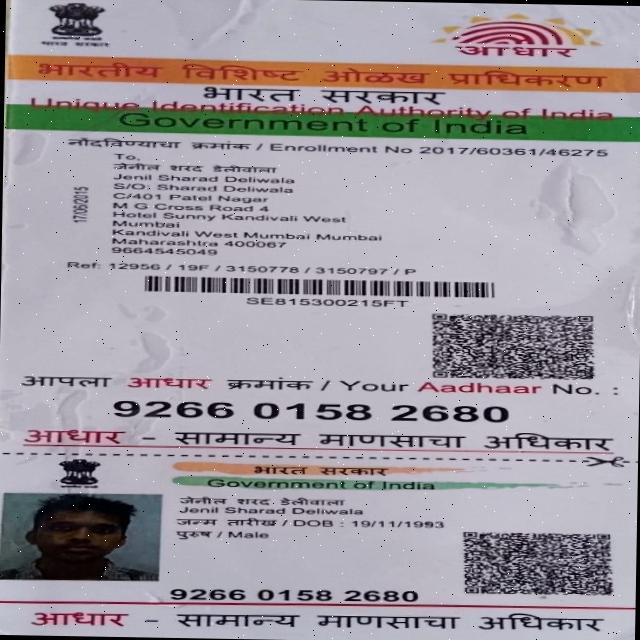 भारत सरकार
आधार
भारतीय विशिष्ट ओळख प्राधिकरण
भारत सरकार
Unique Identification Authority of India
Government of India
नोंदविण्याचा क्रमांक / Enrollment No 2017/60361/46275
To,
जेनील शरद डेलीवाला
Jenil Sharad Deliwala
S/O: Sharad Deliwala
C/401 Patel Nagar
M G Cross Road 4
Hotel Sunny Kandivali West
Mumbai
Kandivali West Mumbai Mumbai
Maharashtra 400067
9664545049
17/06/2015
Ref: 12956 / 19F / 3150778 / 3150797 / P
SE815300215FT
आपला आधार क्रमांक / Your Aadhaar No. :
9266 0158 2680
आधार - सामान्य माणसाचा अधिकार
भारत सरकार
Government of India
जेनील शरद डेलीवाला
Jenil Sharad Deliwala
जन्म तारीख / DOB : 19/11/1993
पुरुष / Male
9266 0158 2680
आधार - सामान्य माणसाचा अधिकार